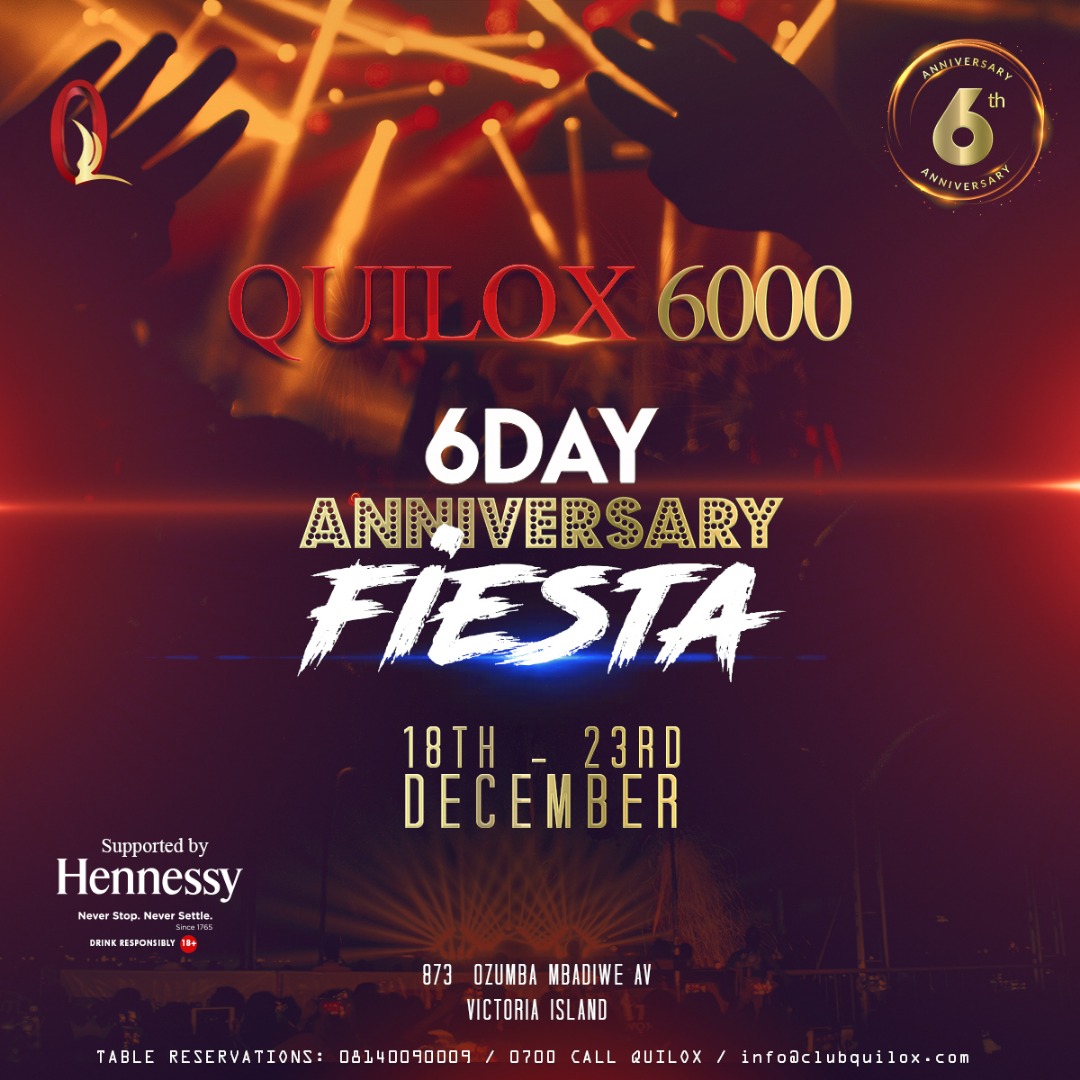 ANNIVERSARY
6th
ANNIVERSARY
QUILOX 6000
6DAY
ANNIVERSARY
FiESTA
18TH - 23RD
DECEMBER
Supported by
Hennessy
Never Stop. Never Settle.
Since 1765
DRINK RESPONSIBLY 18+
873 OZUMBA MBADIWE AV
VICTORIA ISLAND
TABLE RESERVATIONS: 08140090009 / 0700 CALL QUILOX / info@clubquilox.com